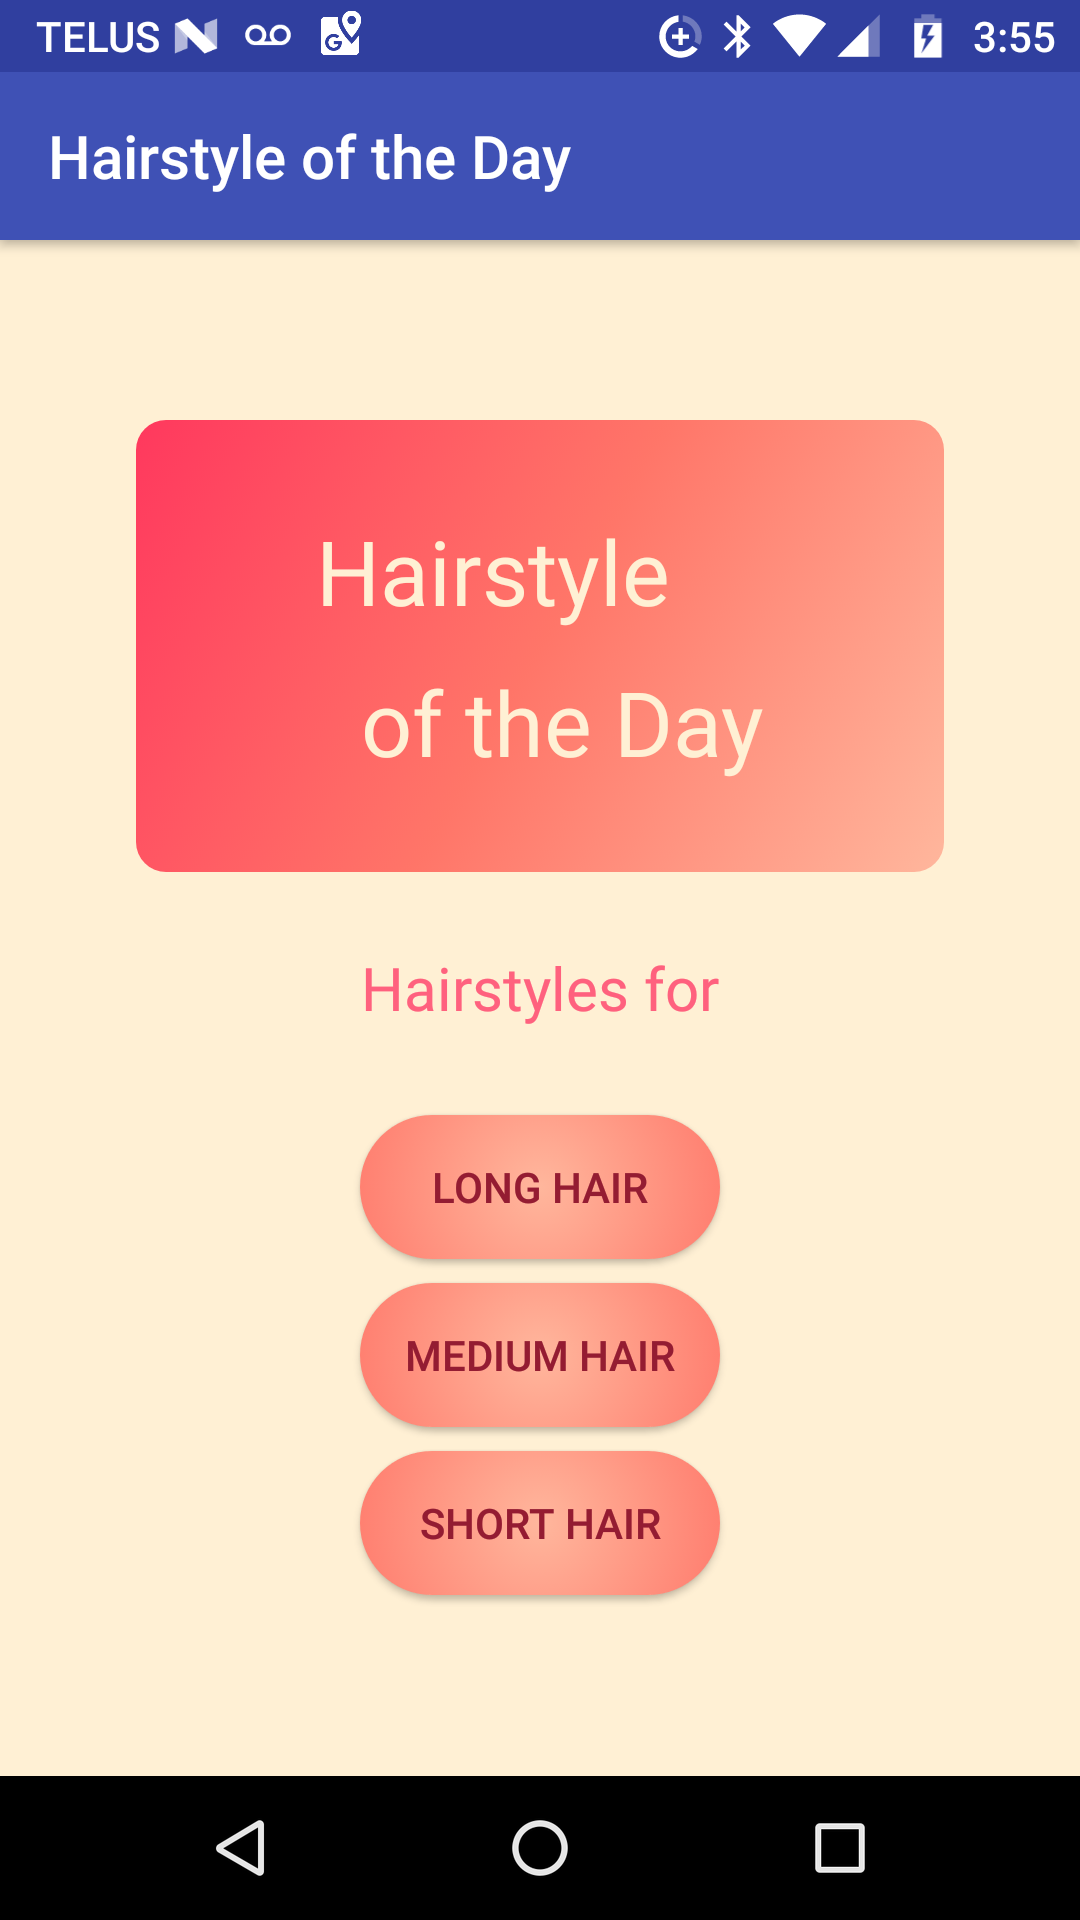 TELUS 3:55
Hairstyle of the Day
Hairstyle
of the Day
Hairstyles for
LONG HAIR
MEDIUM HAIR
SHORT HAIR